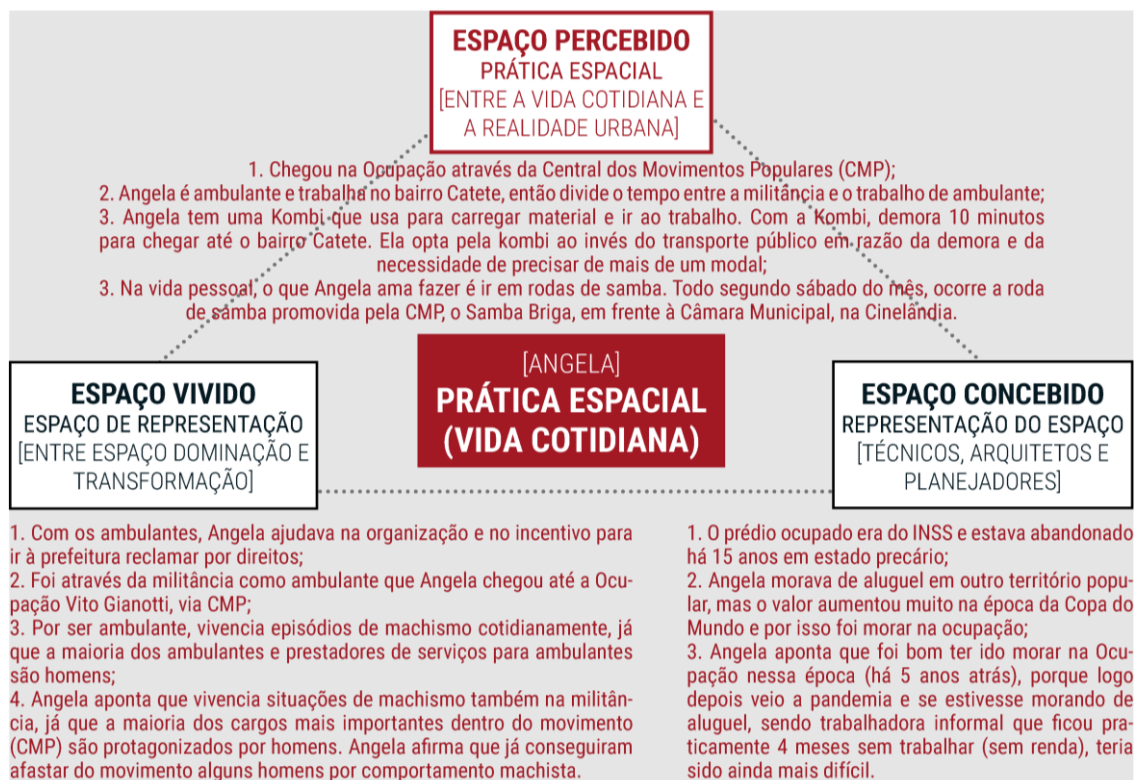 ESPAÇO PERCEBIDO
PRÁTICA ESPACIAL
[ENTRE A VIDA COTIDIANA E
A REALIDADE URBANA]
1. Chegou na Ocupação através da Central dos Movimentos Populares (CMP);
2. Angela é ambulante e trabalha no bairro Catete, então divide o tempo entre a militância e o trabalho de ambulante;
3. Angela tem uma Kombi que usa para carregar material e ir ao trabalho. Com a Kombi, demora 10 minutos
para chegar até o bairro Catete. Ela opta pela kombi ao invés do transporte público em razão da demora e da
necessidade de precisar de mais de um modal;
3. Na vida pessoal, o que Angela ama fazer é ir em rodas de samba. Todo segundo sábado do mês, ocorre a roda
de samba promovida pela CMP, o Samba Briga, em frente à Câmara Municipal, na Cinelândia.
[ANGELA]
PRÁTICA ESPACIAL
(VIDA COTIDIANA)
ESPAÇO VIVIDO
ESPAÇO DE REPRESENTAÇÃO
[ENTRE ESPAÇO DOMINAÇÃO E
TRANSFORMAÇÃO]
1. Com os ambulantes, Angela ajudava na organização e no incentivo para
ir à prefeitura reclamar por direitos;
2. Foi através da militância como ambulante que Angela chegou até a Ocu-
pação Vito Gianotti, via CMP;
3. Por ser ambulante, vivencia episódios de machismo cotidianamente, já
que a maioria dos ambulantes e prestadores de serviços para ambulantes
são homens;
4. Angela aponta que vivencia situações de machismo também na militân-
cia, já que a maioria dos cargos mais importantes dentro do movimento
(CMP) são protagonizados por homens. Angela afirma que já conseguiram
afastar do movimento alguns homens por comportamento machista.
ESPAÇO CONCEBIDO
REPRESENTAÇÃO DO ESPAÇO
[TÉCNICOS, ARQUITETOS E
PLANEJADORES]
1. O prédio ocupado era do INSS e estava abandonado
há 15 anos em estado precário;
2. Angela morava de aluguel em outro território popu-
lar, mas o valor aumentou muito na época da Copa do
Mundo e por isso foi morar na ocupação;
3. Angela aponta que foi bom ter ido morar na Ocu-
pação nessa época (há 5 anos atrás), porque logo
depois veio a pandemia e se estivesse morando de
aluguel, sendo trabalhadora informal que ficou pra-
ticamente 4 meses sem trabalhar (sem renda), teria
sido ainda mais difícil.